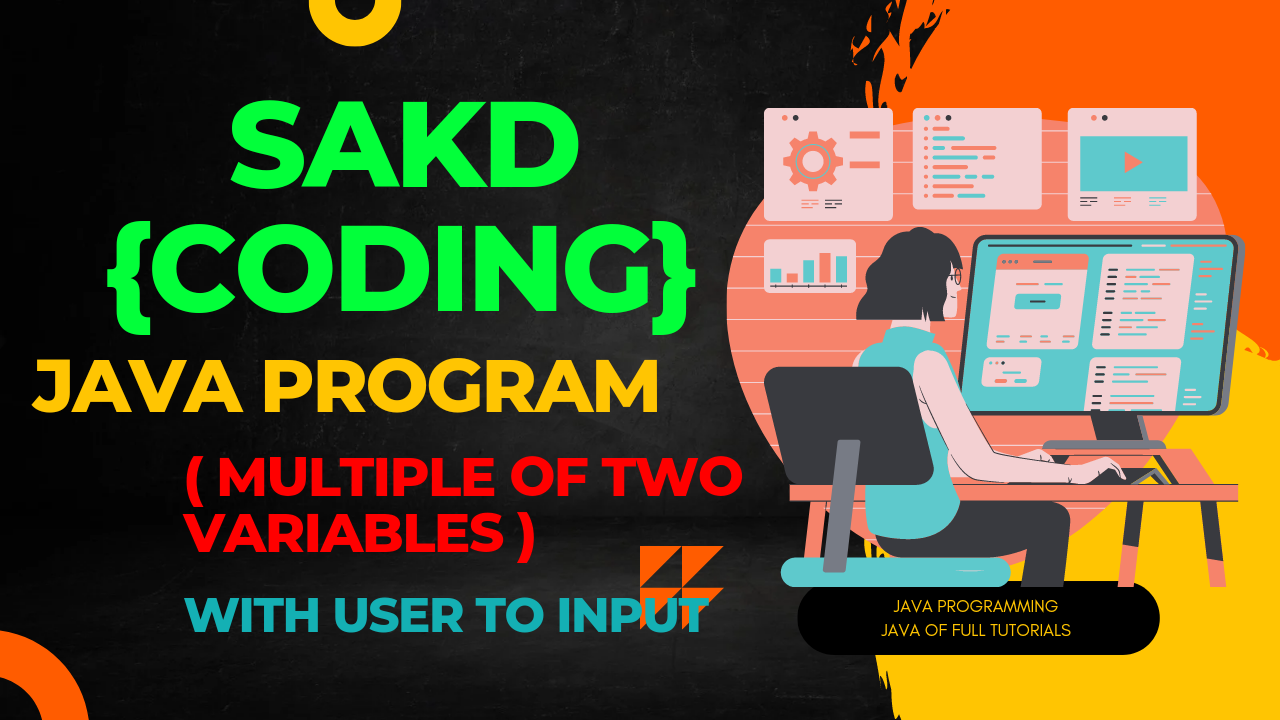 SAKD
{CODING}
JAVA PROGRAM
( MULTIPLE OF TWO
VARIABLES )
WITH USER TO INPUT
JAVA PROGRAMMING
JAVA OF FULL TUTORIALS